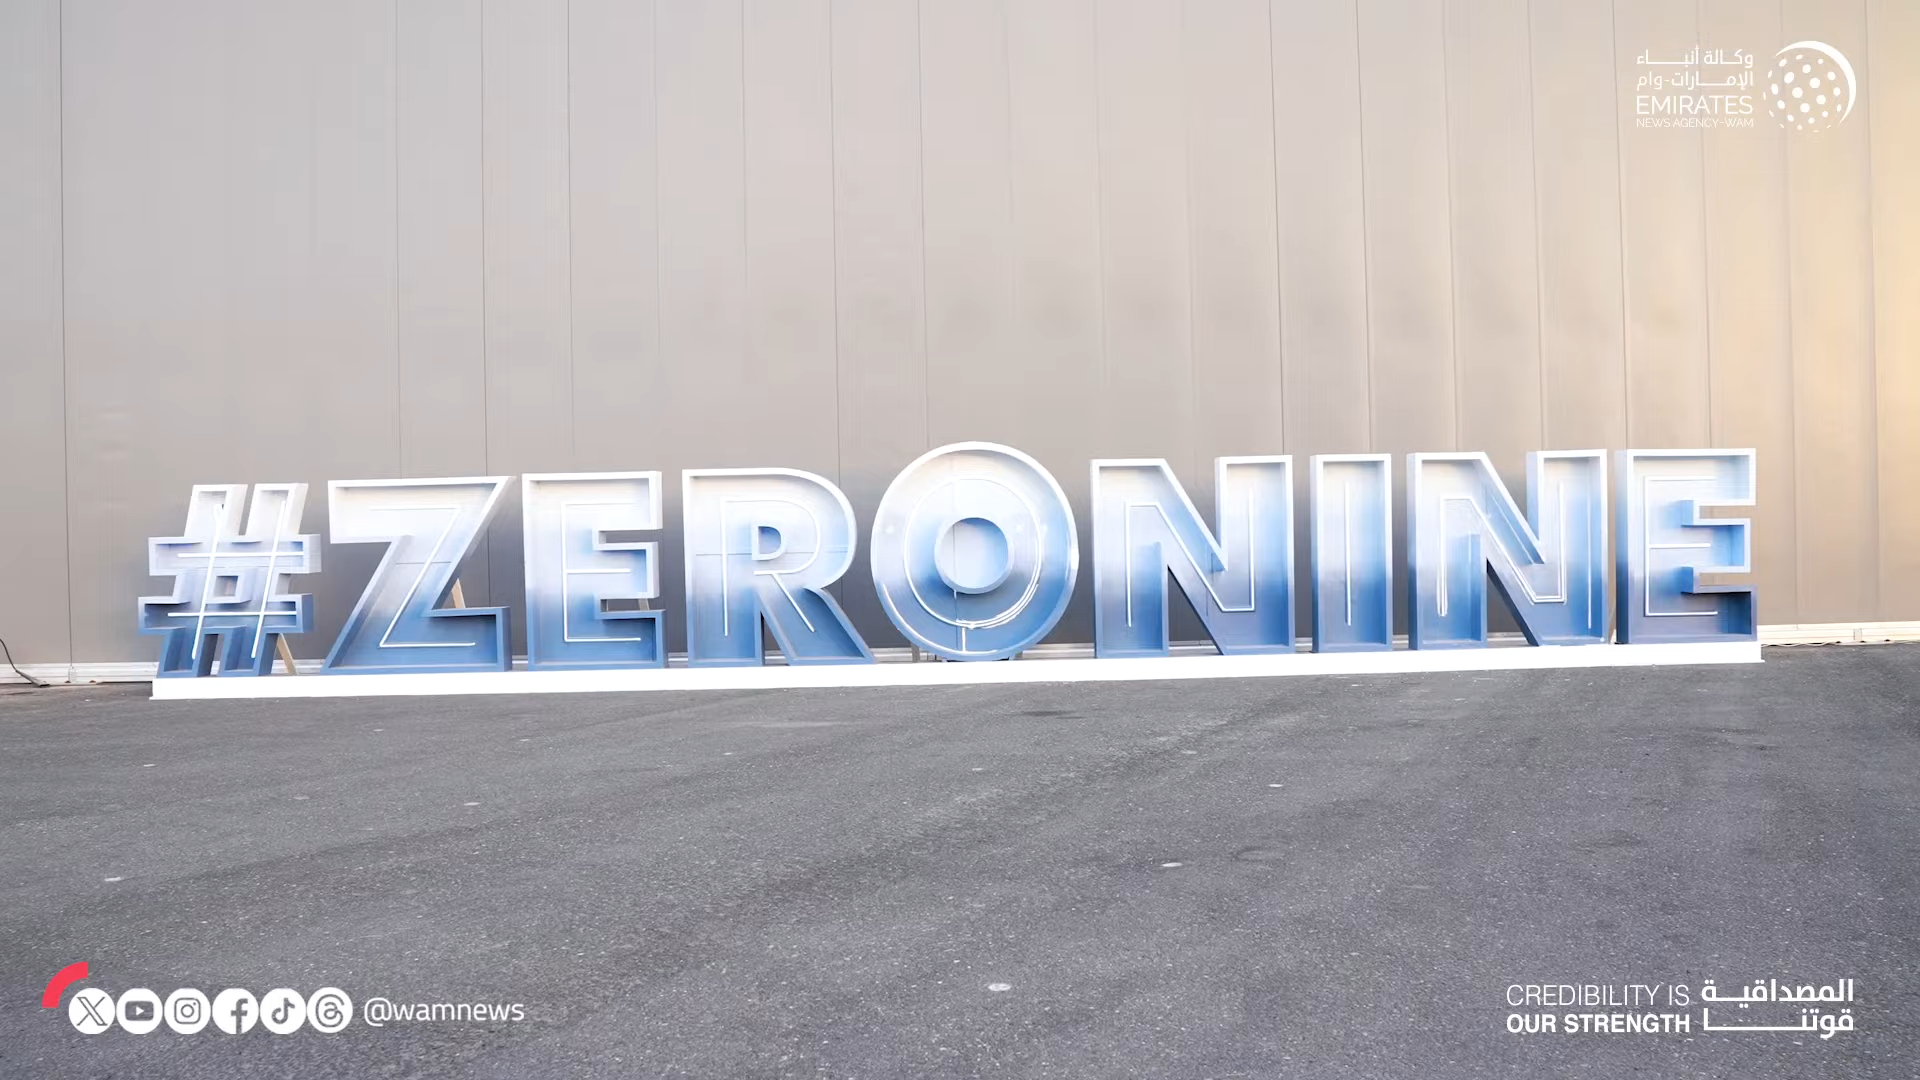 وكالة أنباء
الإمارات-وام
EMIRATES
NEWS AGENCY-WAM
#ZERONINE
@wamnews
CREDIBILITY IS
OUR STRENGTH
المصداقية
قوتنا